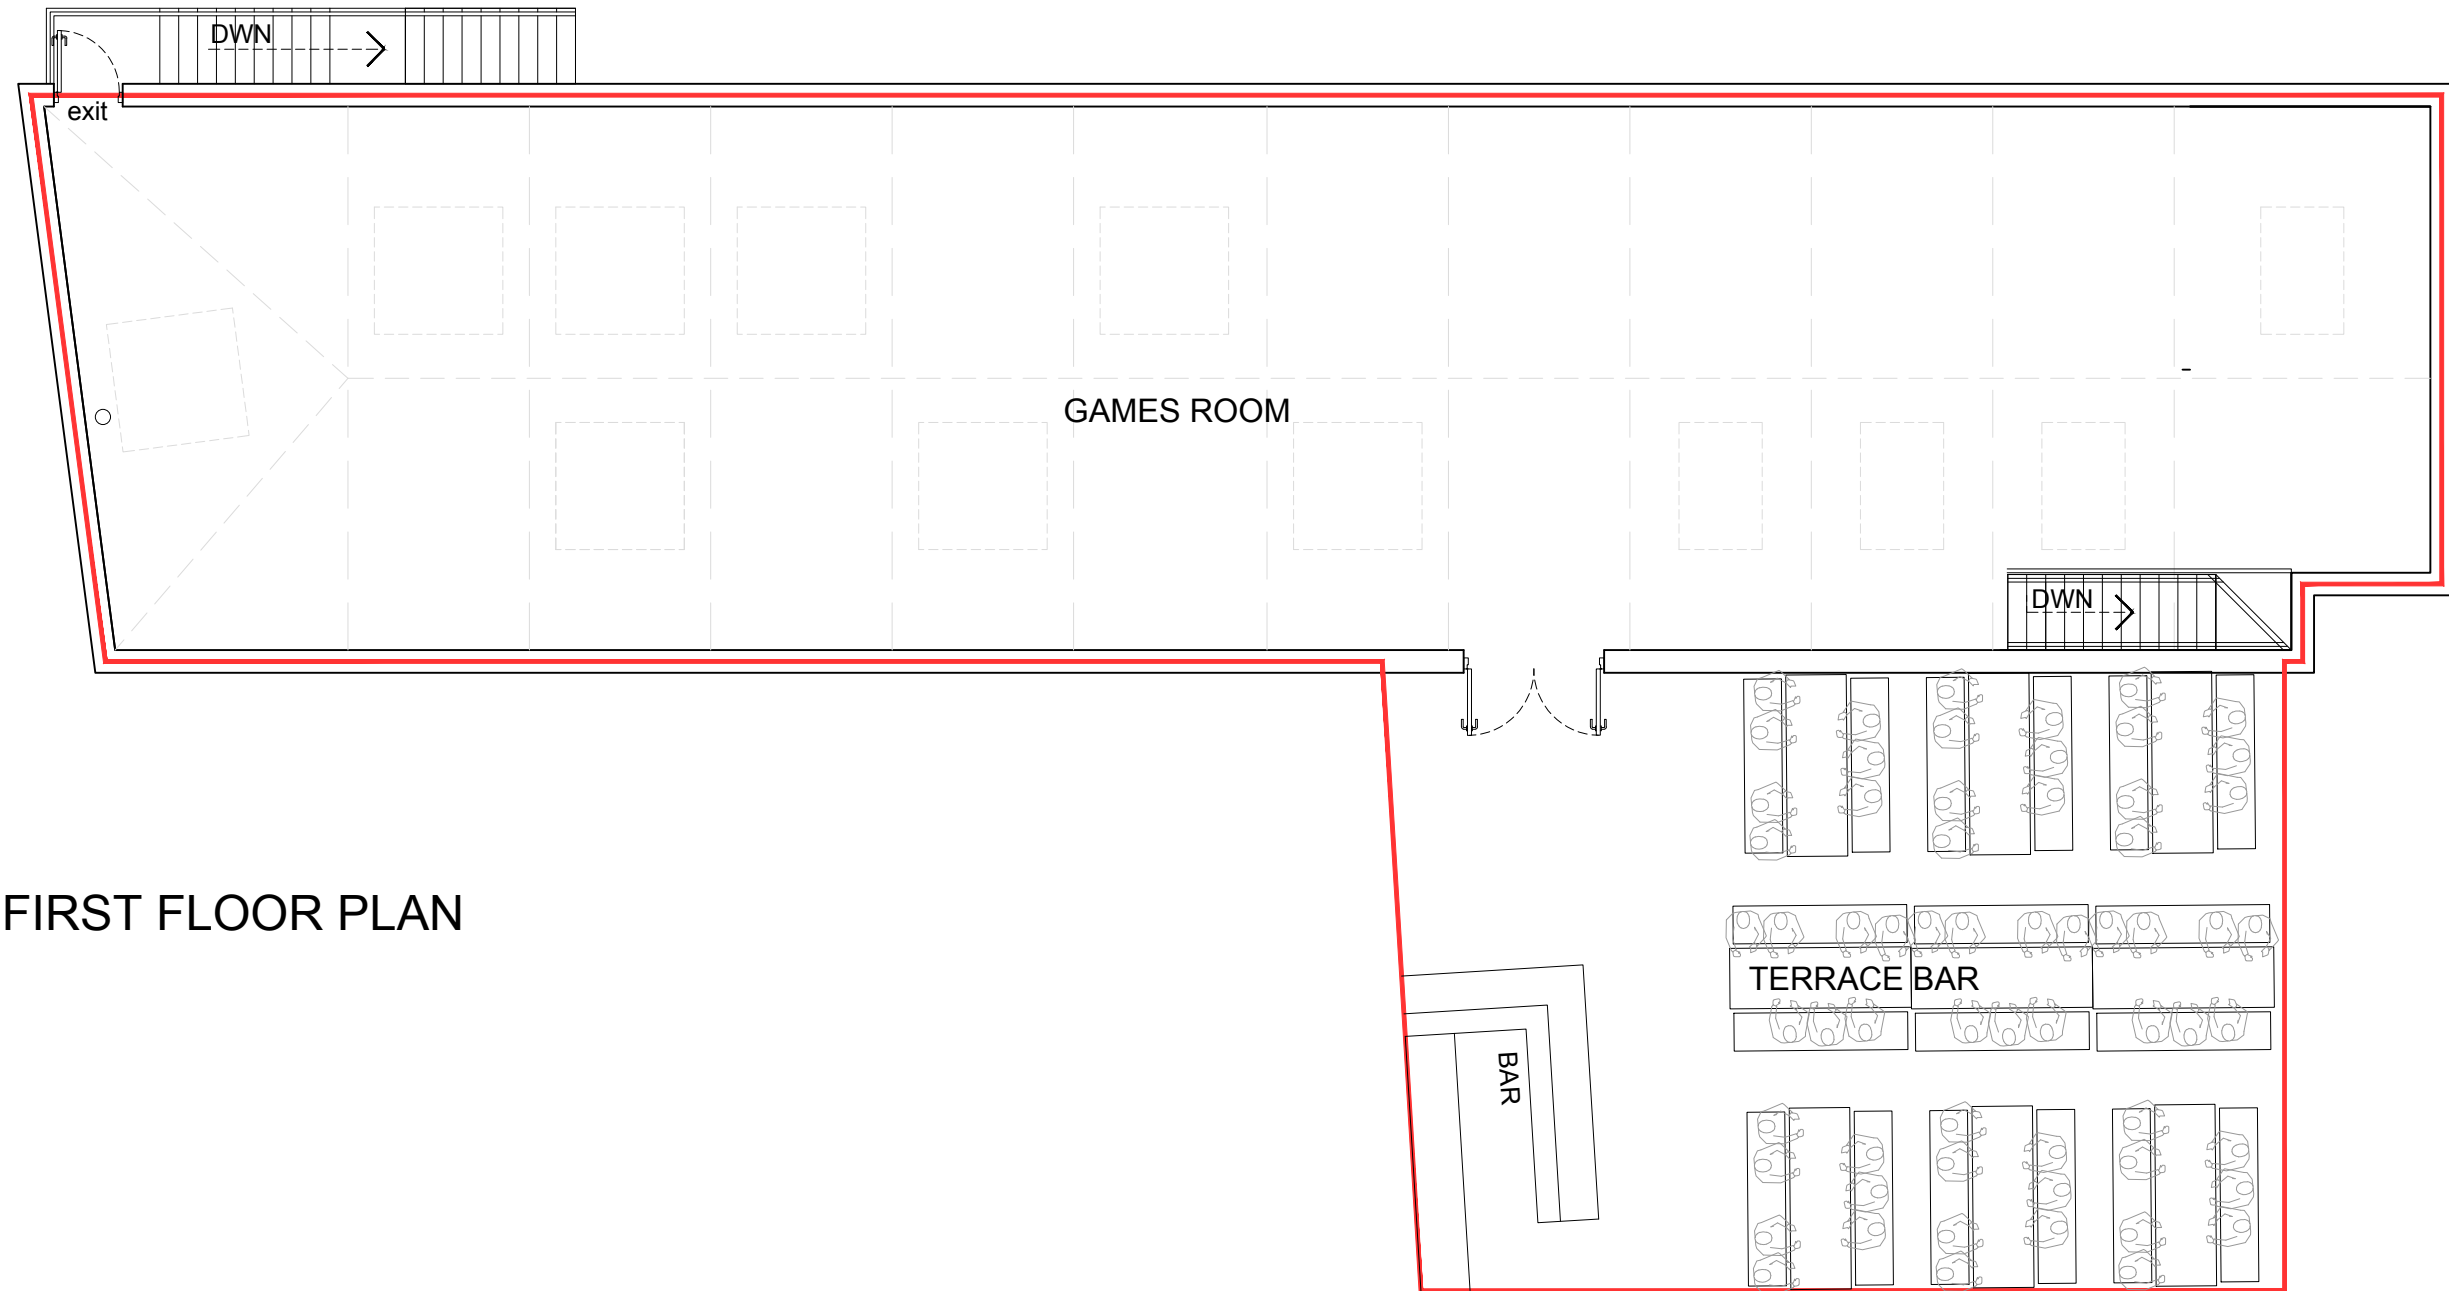 DWN
exit
GAMES ROOM
DWN
FIRST FLOOR PLAN
TERRACE BAR
BAR